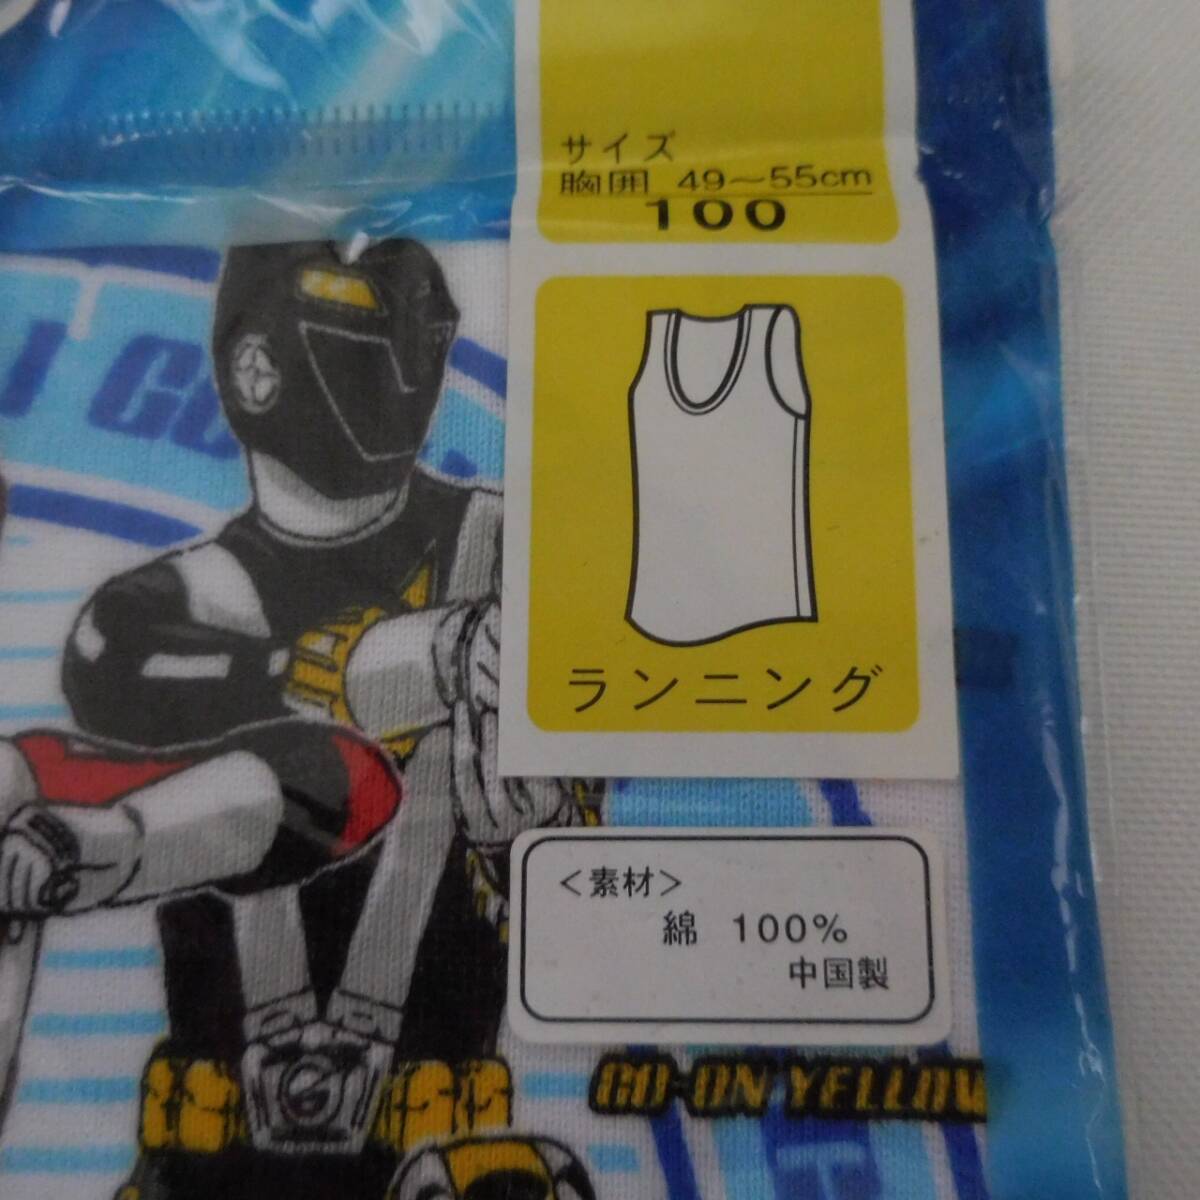 サイズ
胸囲 49～55cm
100
ランニング
＜素材＞
綿 100%
中国製
GO-ON YELLOW